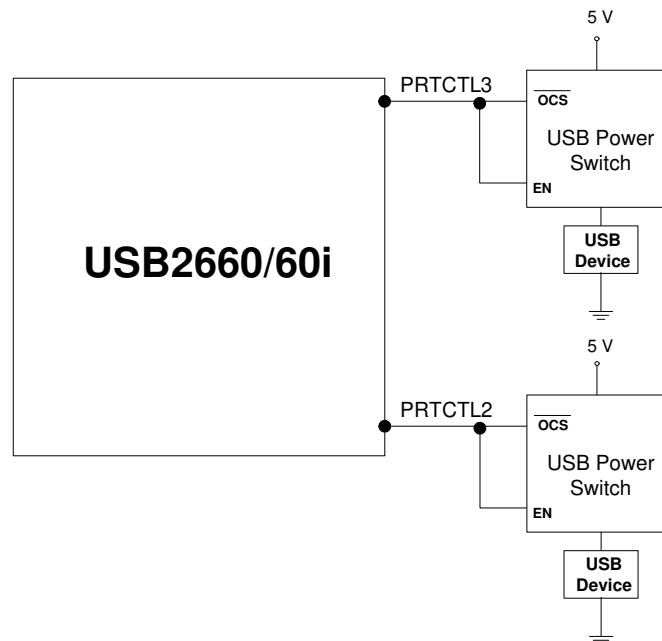 5 V
PRTCTL3
OCS
USB Power
Switch
EN
USB
Device
USB2660/60i
5 V
PRTCTL2
OCS
USB Power
Switch
EN
USB
Device